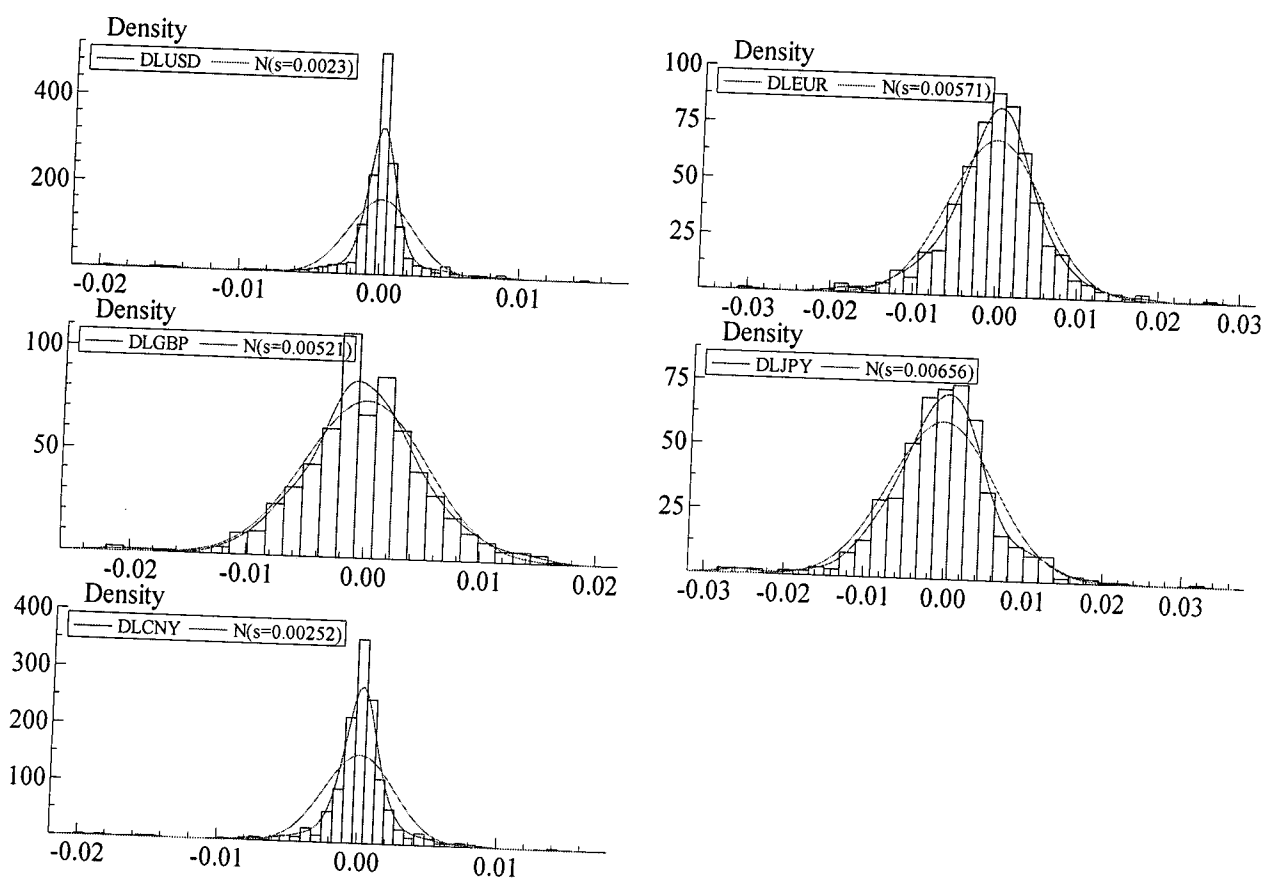 Density
DLUSD N(s=0.0023)
400
200
-0.02 -0.01 0.00 0.01
Density
100
DLEUR N(s=0.00571)
75
50
25
-0.03 -0.02 -0.01 0.00 0.01 0.02 0.03
Density
100
DLGBP N(s=0.00521)
50
-0.02 -0.01 0.00 0.01 0.02
Density
75
DLJPY N(s=0.00656)
50
25
-0.03 -0.02 -0.01 0.00 0.01 0.02 0.03
Density
400
DLCNY N(s=0.00252)
300
200
100
-0.02 -0.01 0.00 0.01